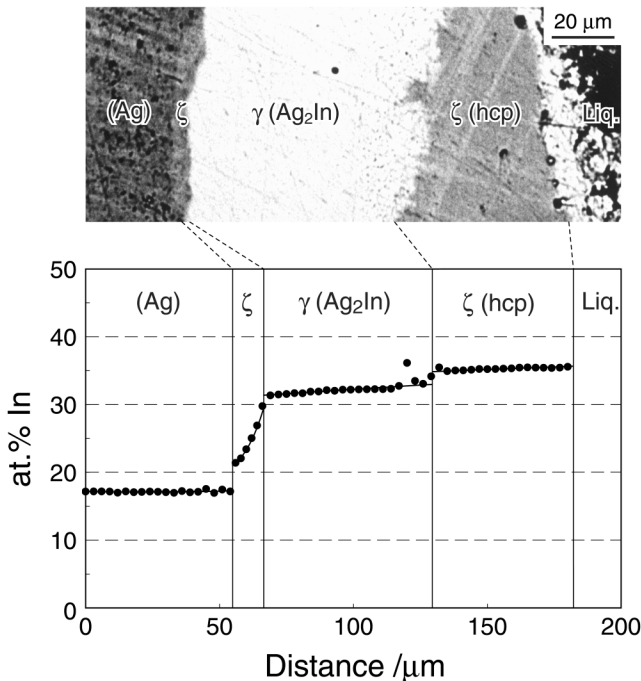 20 μm
(Ag) ζ γ (Ag₂In) ζ (hcp) Liq.
50
(Ag) ζ γ (Ag₂In) ζ (hcp) Liq.
40
30
20
10
0
at.% In
0 50 100 150 200
Distance /μm